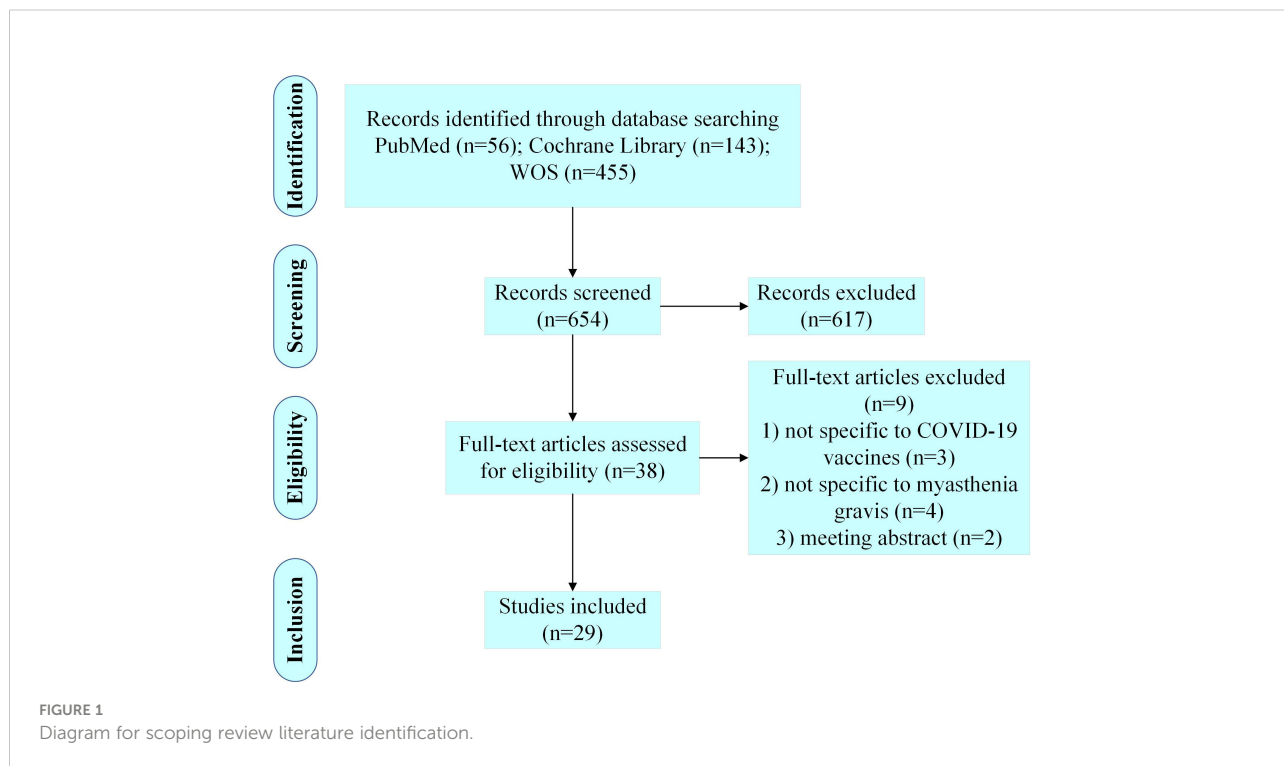 Identification
Records identified through database searching
PubMed (n=56); Cochrane Library (n=143);
WOS (n=455)
Screening
Records screened
(n=654)
Records excluded
(n=617)
Eligibility
Full-text articles assessed
for eligibility (n=38)
Full-text articles excluded
(n=9)
1) not specific to COVID-19
vaccines (n=3)
2) not specific to myasthenia
gravis (n=4)
3) meeting abstract (n=2)
Inclusion
Studies included
(n=29)
FIGURE 1
Diagram for scoping review literature identification.